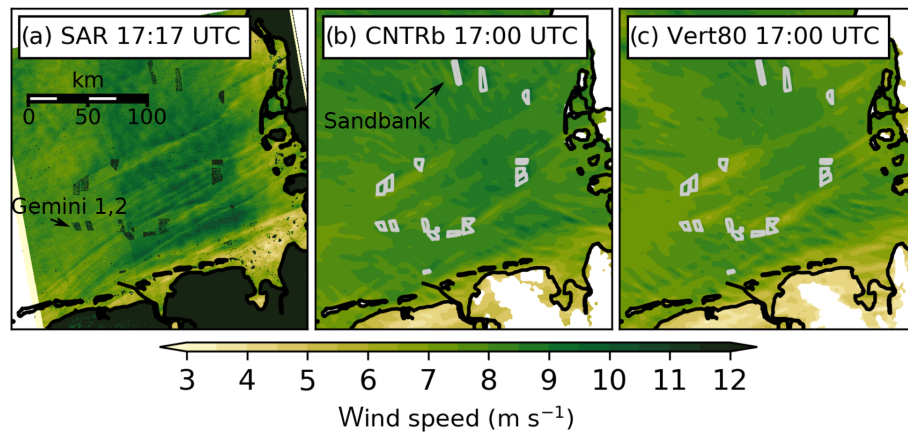 (a) SAR 17:17 UTC
(b) CNTRb 17:00 UTC
(c) Vert80 17:00 UTC
km
0 50 100
Sandbank
Gemini 1,2
3 4 5 6 7 8 9 10 11 12
Wind speed (m s⁻¹)